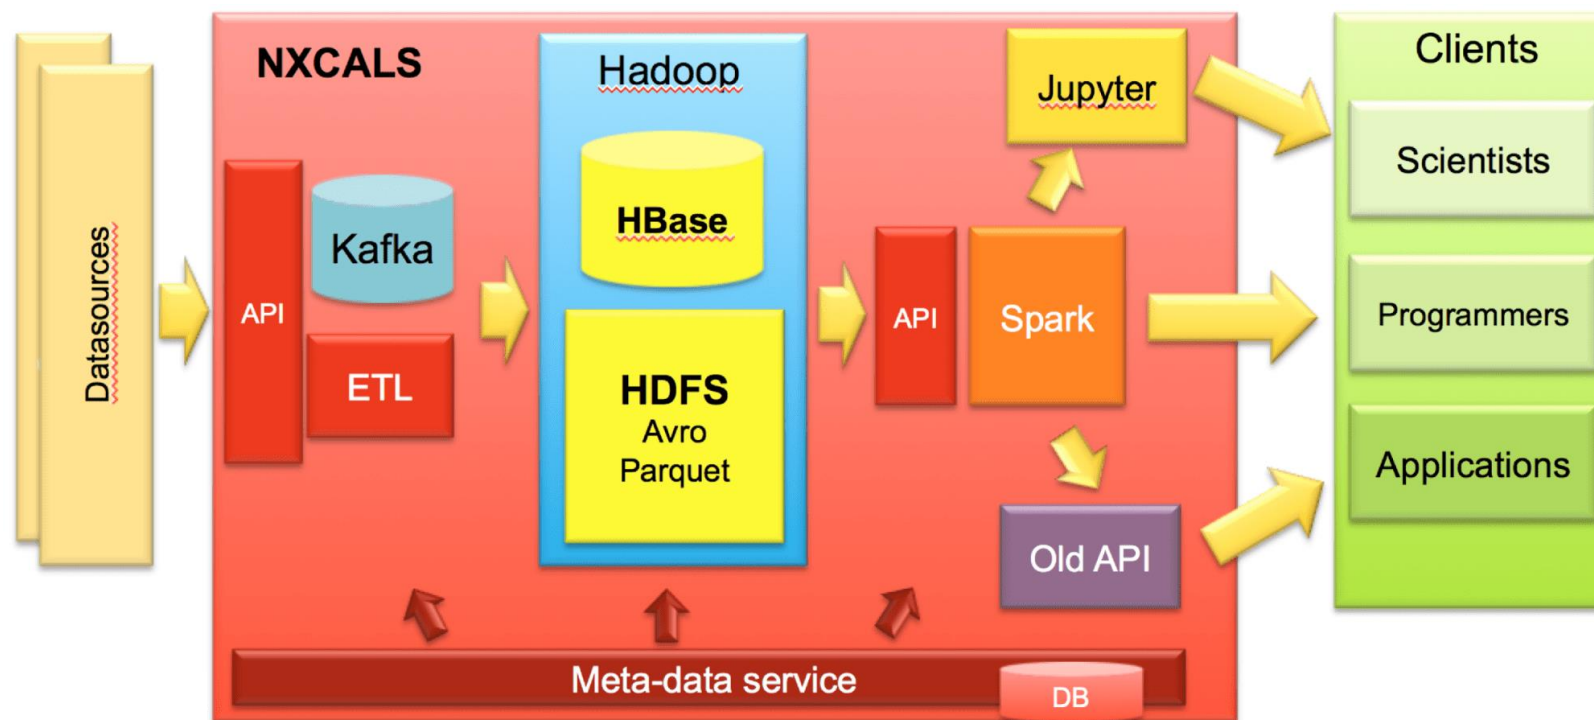 Datasources
NXCALS
API
Kafka
ETL
Hadoop
HBase
HDFS
Avro
Parquet
API
Spark
Jupyter
Old API
Meta-data service
DB
Clients
Scientists
Programmers
Applications